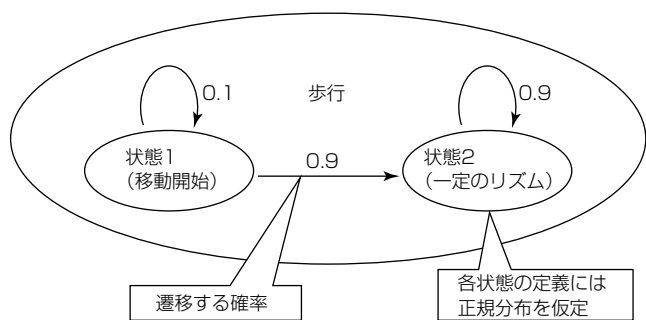 歩行
0.1
0.9
状態1
(移動開始)
0.9
状態2
(一定のリズム)
遷移する確率
各状態の定義には
正規分布を仮定